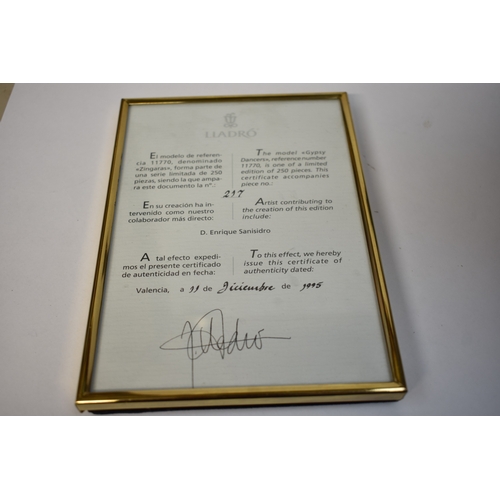 LLADRÓ
El modelo de referen-
cia 11770, denominado
«Zíngaras», forma parte de
una serie limitada de 250
piezas, siendo la que ampa-
ra este documento la n°.:
The model «Gypsy
Dancers», reference number
11770, is one of a limited
edition of 250 pieces. This
certificate accompanies
piece no.:
217
En su creación ha in-
tervenido como nuestro
colaborador más directo:
Artist contributing to
the creation of this edition
include:
D. Enrique Sanisidro
A tal efecto expedi-
mos el presente certificado
de autenticidad en fecha:
To this effect, we hereby
issue this certificate of
authenticity dated:
Valencia, a 11 de Diciembre de 1995